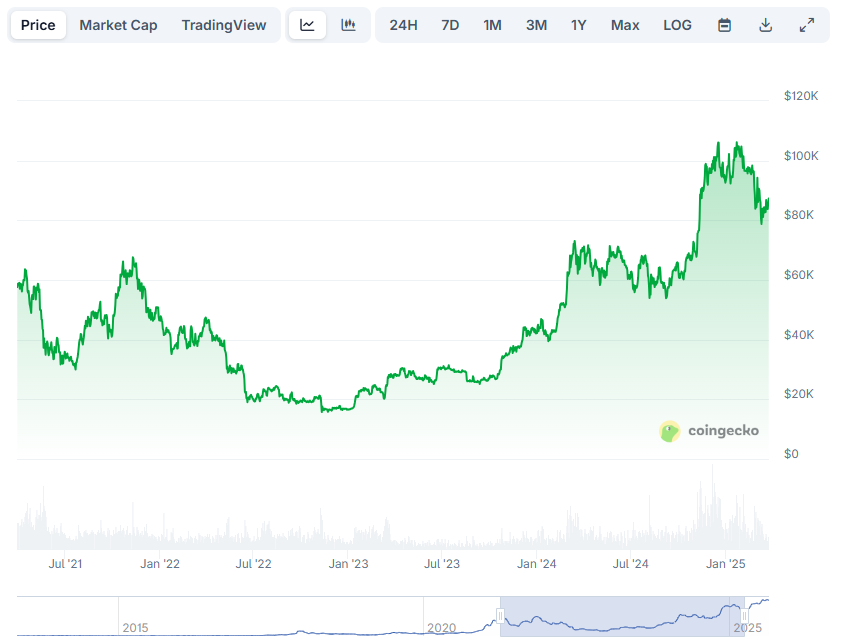 Price Market Cap TradingView 24H 7D 1M 3M 1Y Max LOG
$120K
$100K
$80K
$60K
$40K
$20K
coingecko
$0
Jul '21 Jan '22 Jul '22 Jan '23 Jul '23 Jan '24 Jul '24 Jan '25
2015 2020 2025